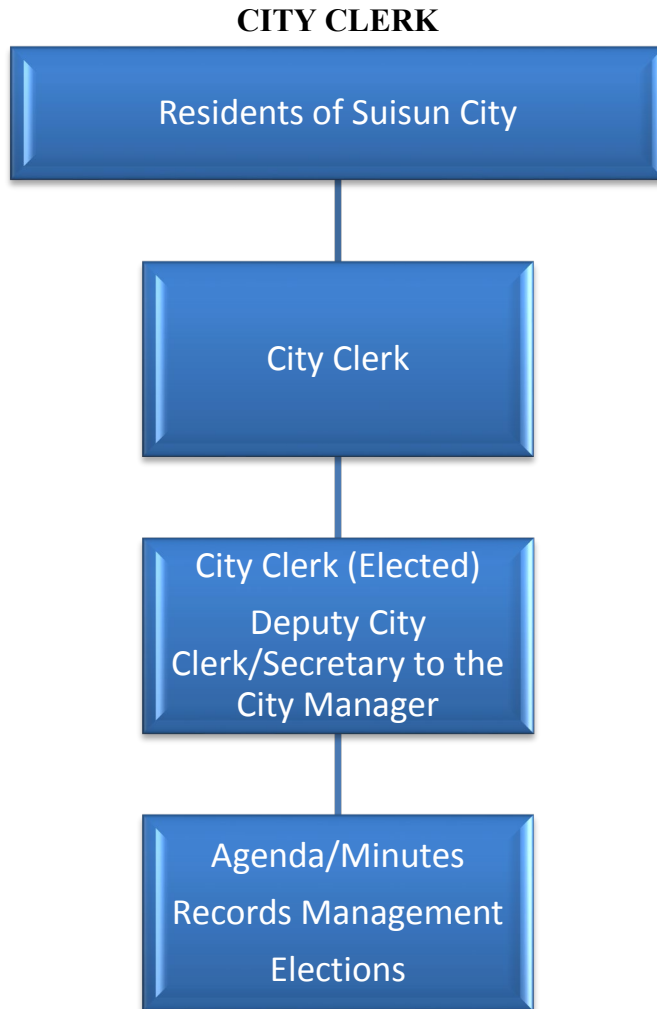 CITY CLERK
Residents of Suisun City
City Clerk
City Clerk (Elected)
Deputy City
Clerk/Secretary to the
City Manager
Agenda/Minutes
Records Management
Elections